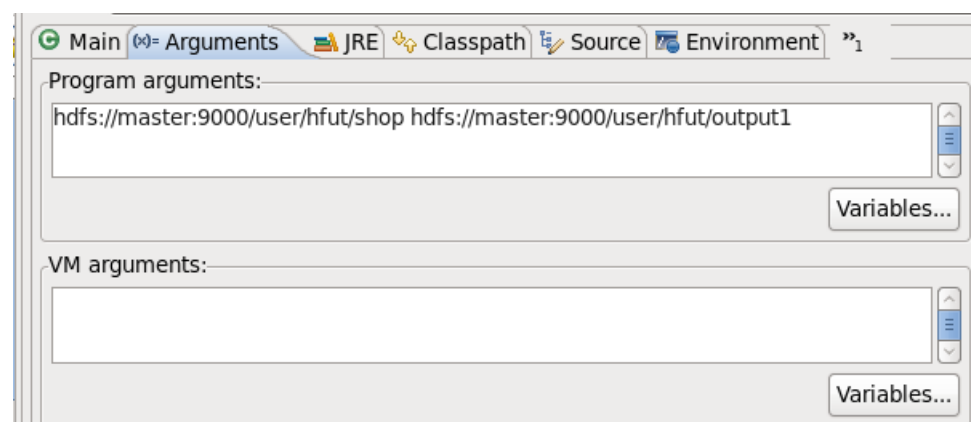 Main (x)= Arguments JRE Classpath Source Environment »1
Program arguments:
hdfs://master:9000/user/hfut/shop hdfs://master:9000/user/hfut/output1
Variables...
VM arguments:
Variables...